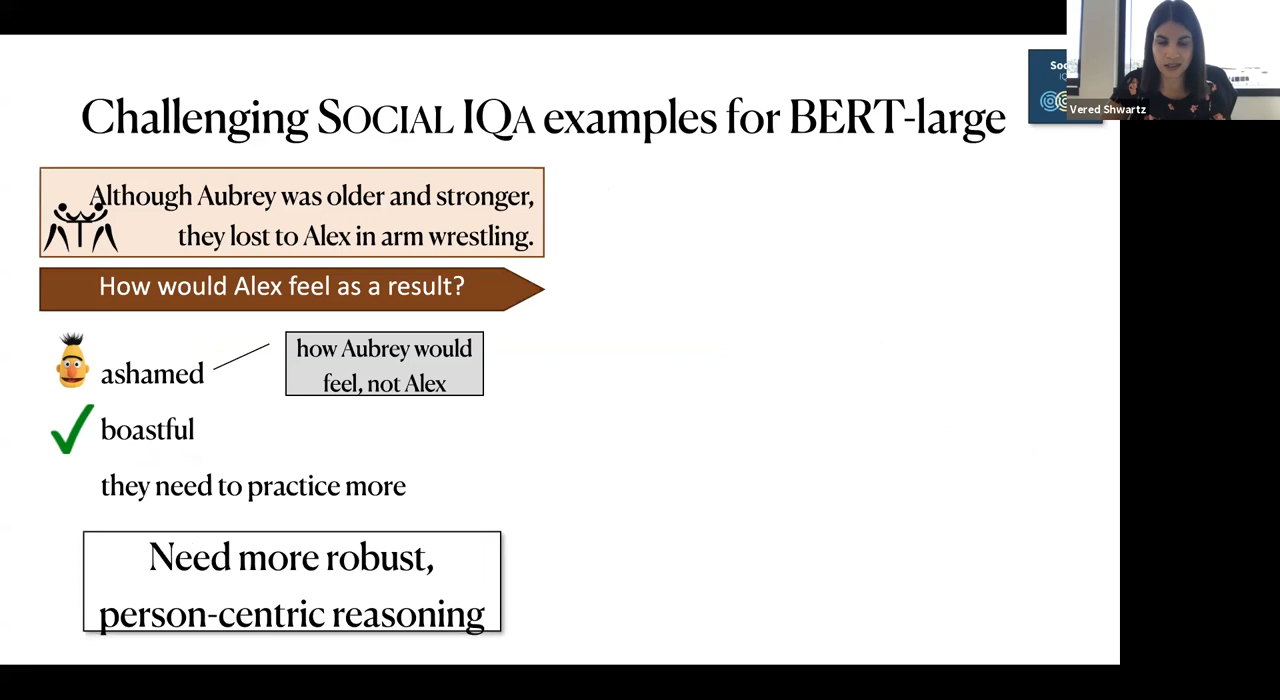 Challenging SOCIAL IQA examples for BERT-large
Vered Shwartz
Although Aubrey was older and stronger,
they lost to Alex in arm wrestling.
How would Alex feel as a result?
ashamed
how Aubrey would
feel, not Alex
boastful
they need to practice more
Need more robust,
person-centric reasoning